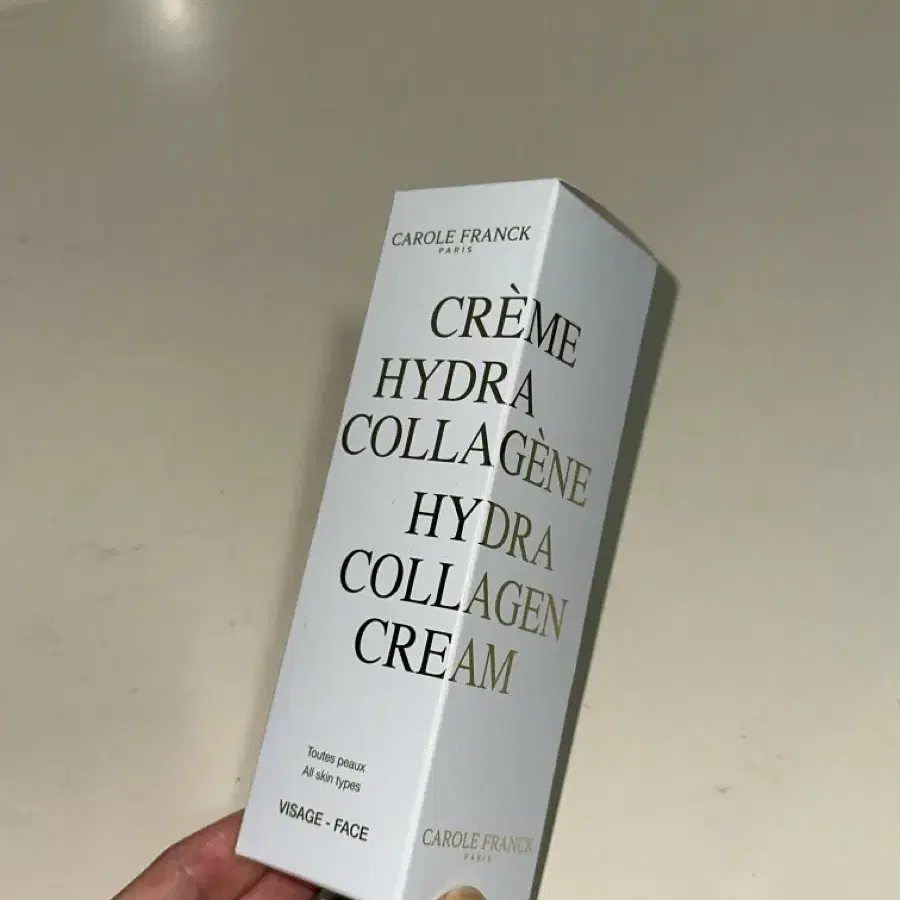 CAROLE FRANCK
PARIS
CRÈME
HYDRA
COLLAGÈNE
HYDRA
COLLAGEN
CREAM
Toutes peaux
All skin types
VISAGE - FACE
CAROLE FRANCK
PARIS